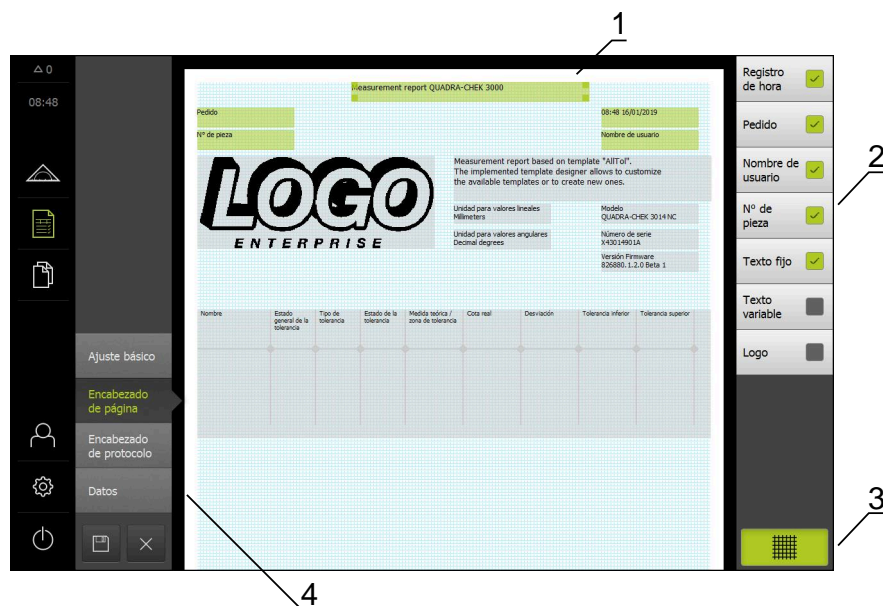 1
△ 0
08:48
Ajuste básico
Encabezado
de página
Encabezado
de protocolo
Datos
Measurement report QUADRA-CHEK 3000
Pedido
08:48 16/01/2019
Nº de pieza
Nombre de usuario
LOGO
ENTERPRISE
Measurement report based on template "AllTol".
The implemented template designer allows to customize
the available templates or to create new ones.
Unidad para valores lineales
Millimeters
Modelo
QUADRA-CHEK 3014 NC
Unidad para valores angulares
Decimal degrees
Número de serie
X43014901A
Versión Firmware
826880.1.2.0 Beta 1
Nombre
Estado
general de la
tolerancia
Tipo de
tolerancia
Estado de la
tolerancia
Medida teórica /
zona de tolerancia
Cota real
Desviación
Tolerancia inferior
Tolerancia superior
Registro
de hora
Pedido
Nombre de
usuario
Nº de
pieza
Texto fijo
Texto
variable
Logo
2
3
4